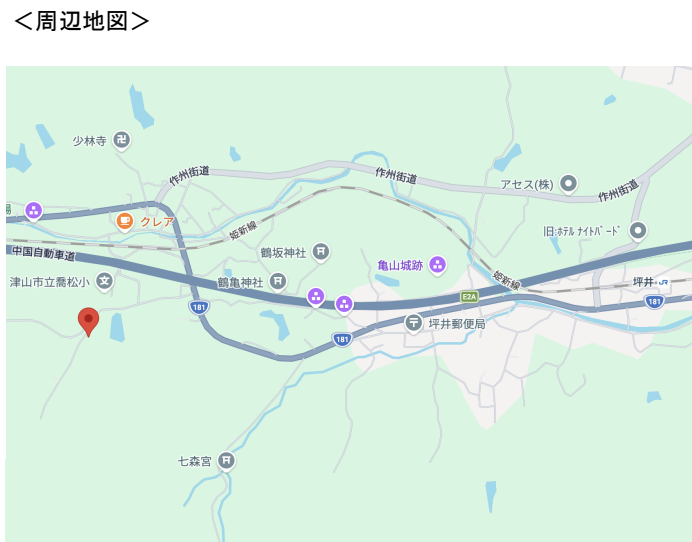 ＜周辺地図＞
少林寺
作州街道
作州街道
アセス(株)
作州街道
場
クレア
姫新線
旧:ホテル ナイトバード
中国自動車道
鶴坂神社
亀山城跡
津山市立喬松小
鶴亀神社
姫新線
坪井
JR
E2A
181
181
181
坪井郵便局
七森宮